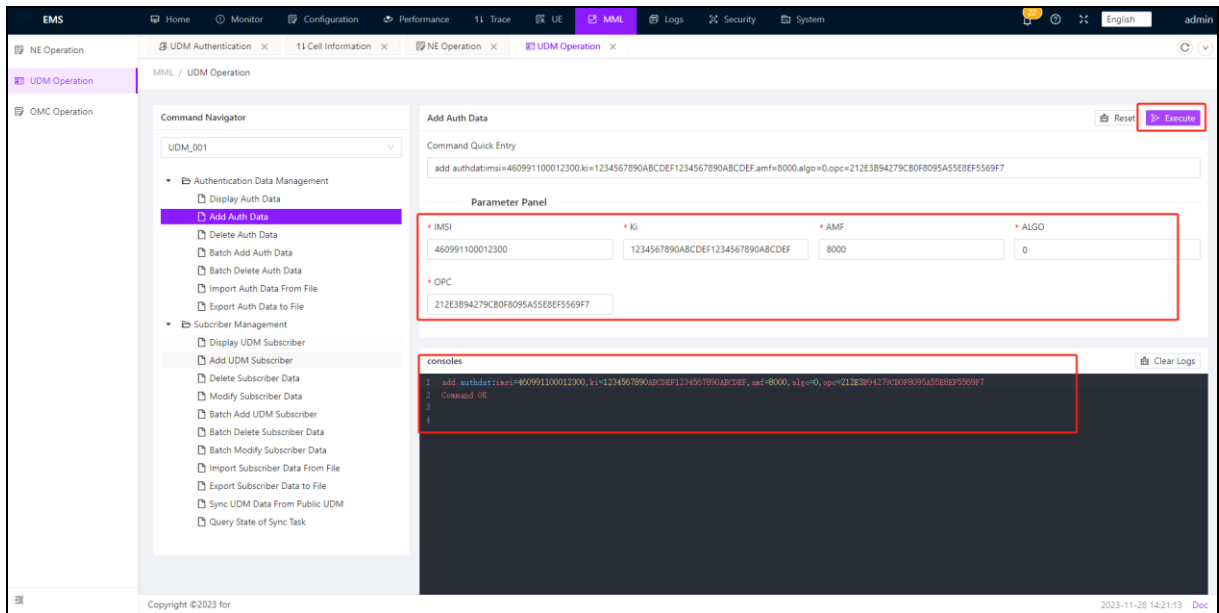 EMS
Home
Monitor
Configuration
Performance
Trace
UE
MML
Logs
Security
System
22
English
admin
NE Operation
UDM Operation
OMC Operation
UDM Authentication ×
Cell Information ×
NE Operation ×
UDM Operation ×
MML / UDM Operation
Command Navigator
UDM_001
Authentication Data Management
Display Auth Data
Add Auth Data
Delete Auth Data
Batch Add Auth Data
Batch Delete Auth Data
Import Auth Data From File
Export Auth Data to File
Subcriber Management
Display UDM Subscriber
Add UDM Subscriber
Delete Subscriber Data
Modify Subscriber Data
Batch Add UDM Subscriber
Batch Delete Subscriber Data
Batch Modify Subscriber Data
Import Subscriber Data From File
Export Subscriber Data to File
Sync UDM Data From Public UDM
Query State of Sync Task
Add Auth Data
Reset
Execute
Command Quick Entry
add authdat:imsi=460991100012300,ki=1234567890ABCDEF1234567890ABCDEF,amf=8000,algo=0,opc=212E3B94279CB0F8095A55E8EF5569F7
Parameter Panel
* IMSI
* Ki
* AMF
* ALGO
460991100012300
1234567890ABCDEF1234567890ABCDEF
8000
0
* OPC
212E3B94279CB0F8095A55E8EF5569F7
consoles
Clear Logs
1 add authdat:imsi=460991100012300,ki=1234567890ABCDEF1234567890ABCDEF,amf=8000,algo=0,opc=212E3B94279CB0F8095A55E8EF5569F7
2 Command OK
3
4
Copyright ©2023 for
2023-11-28 14:21:13 Doc